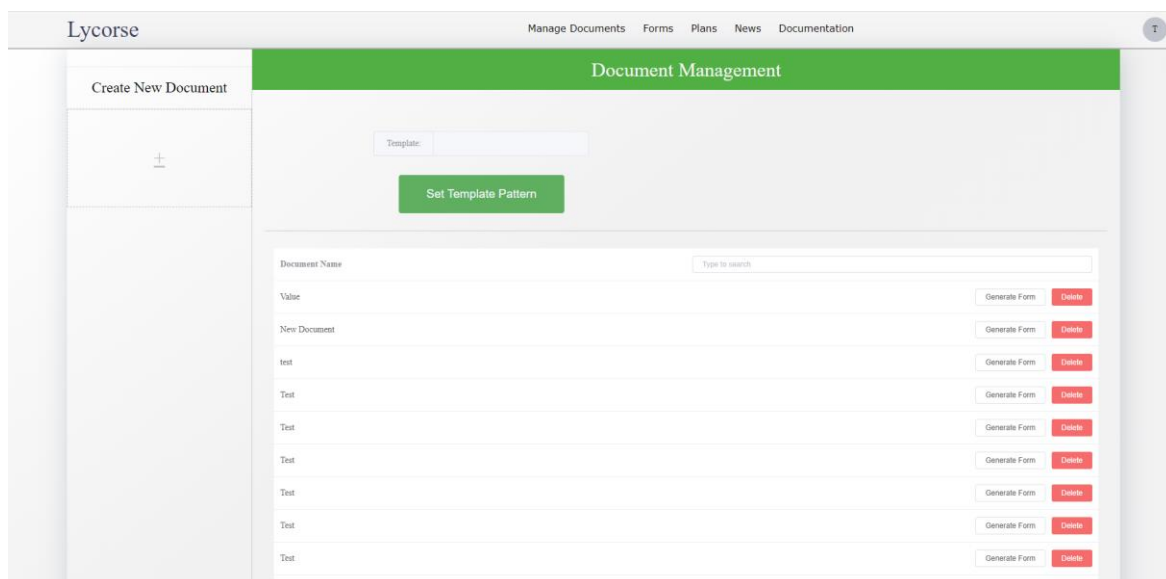 Lycorse
Manage Documents Forms Plans News Documentation
T
Create New Document
Document Management
Template:
Set Template Pattern
Document Name Type to search
Value Generate Form Delete
New Document Generate Form Delete
test Generate Form Delete
Test Generate Form Delete
Test Generate Form Delete
Test Generate Form Delete
Test Generate Form Delete
Test Generate Form Delete
Test Generate Form Delete